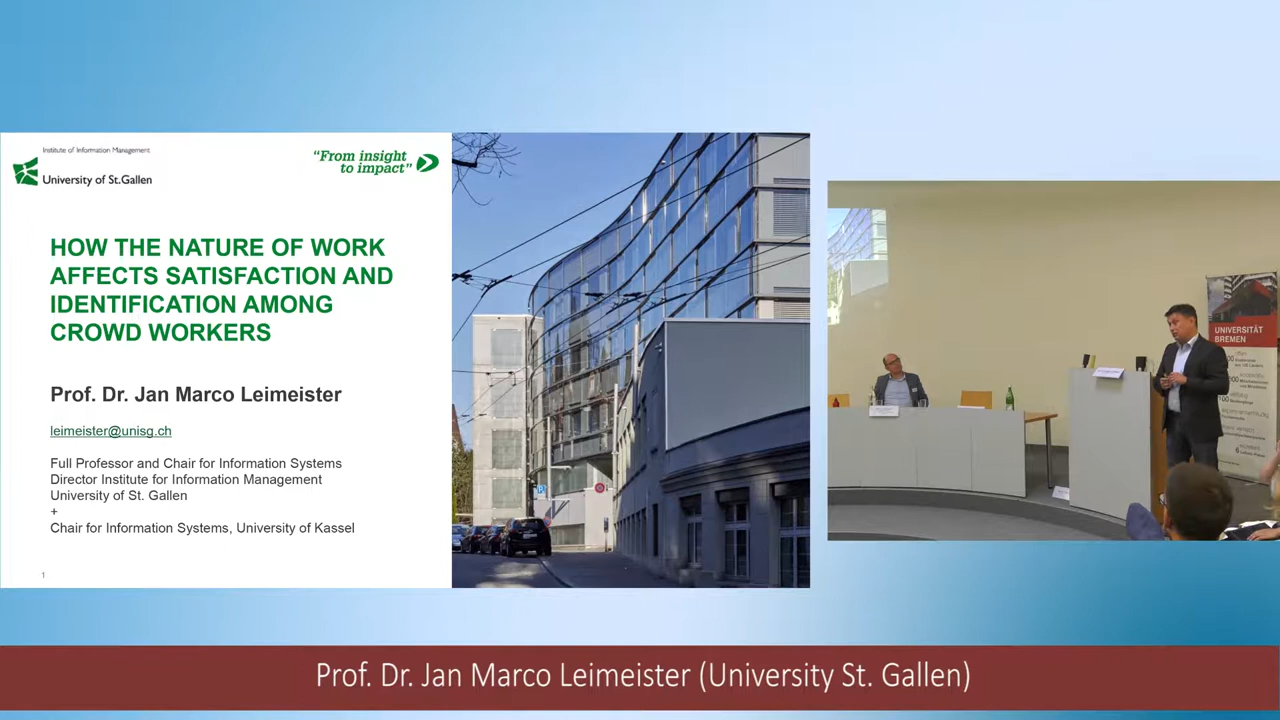 Institute of Information Management
University of St.Gallen
“From insight
to impact”
HOW THE NATURE OF WORK
AFFECTS SATISFACTION AND
IDENTIFICATION AMONG
CROWD WORKERS
Prof. Dr. Jan Marco Leimeister
leimeister@unisg.ch
Full Professor and Chair for Information Systems
Director Institute for Information Management
University of St. Gallen
+
Chair for Information Systems, University of Kassel
1
UNIVERSITÄT
BREMEN
Prof. Dr. Jan Marco Leimeister (University St. Gallen)